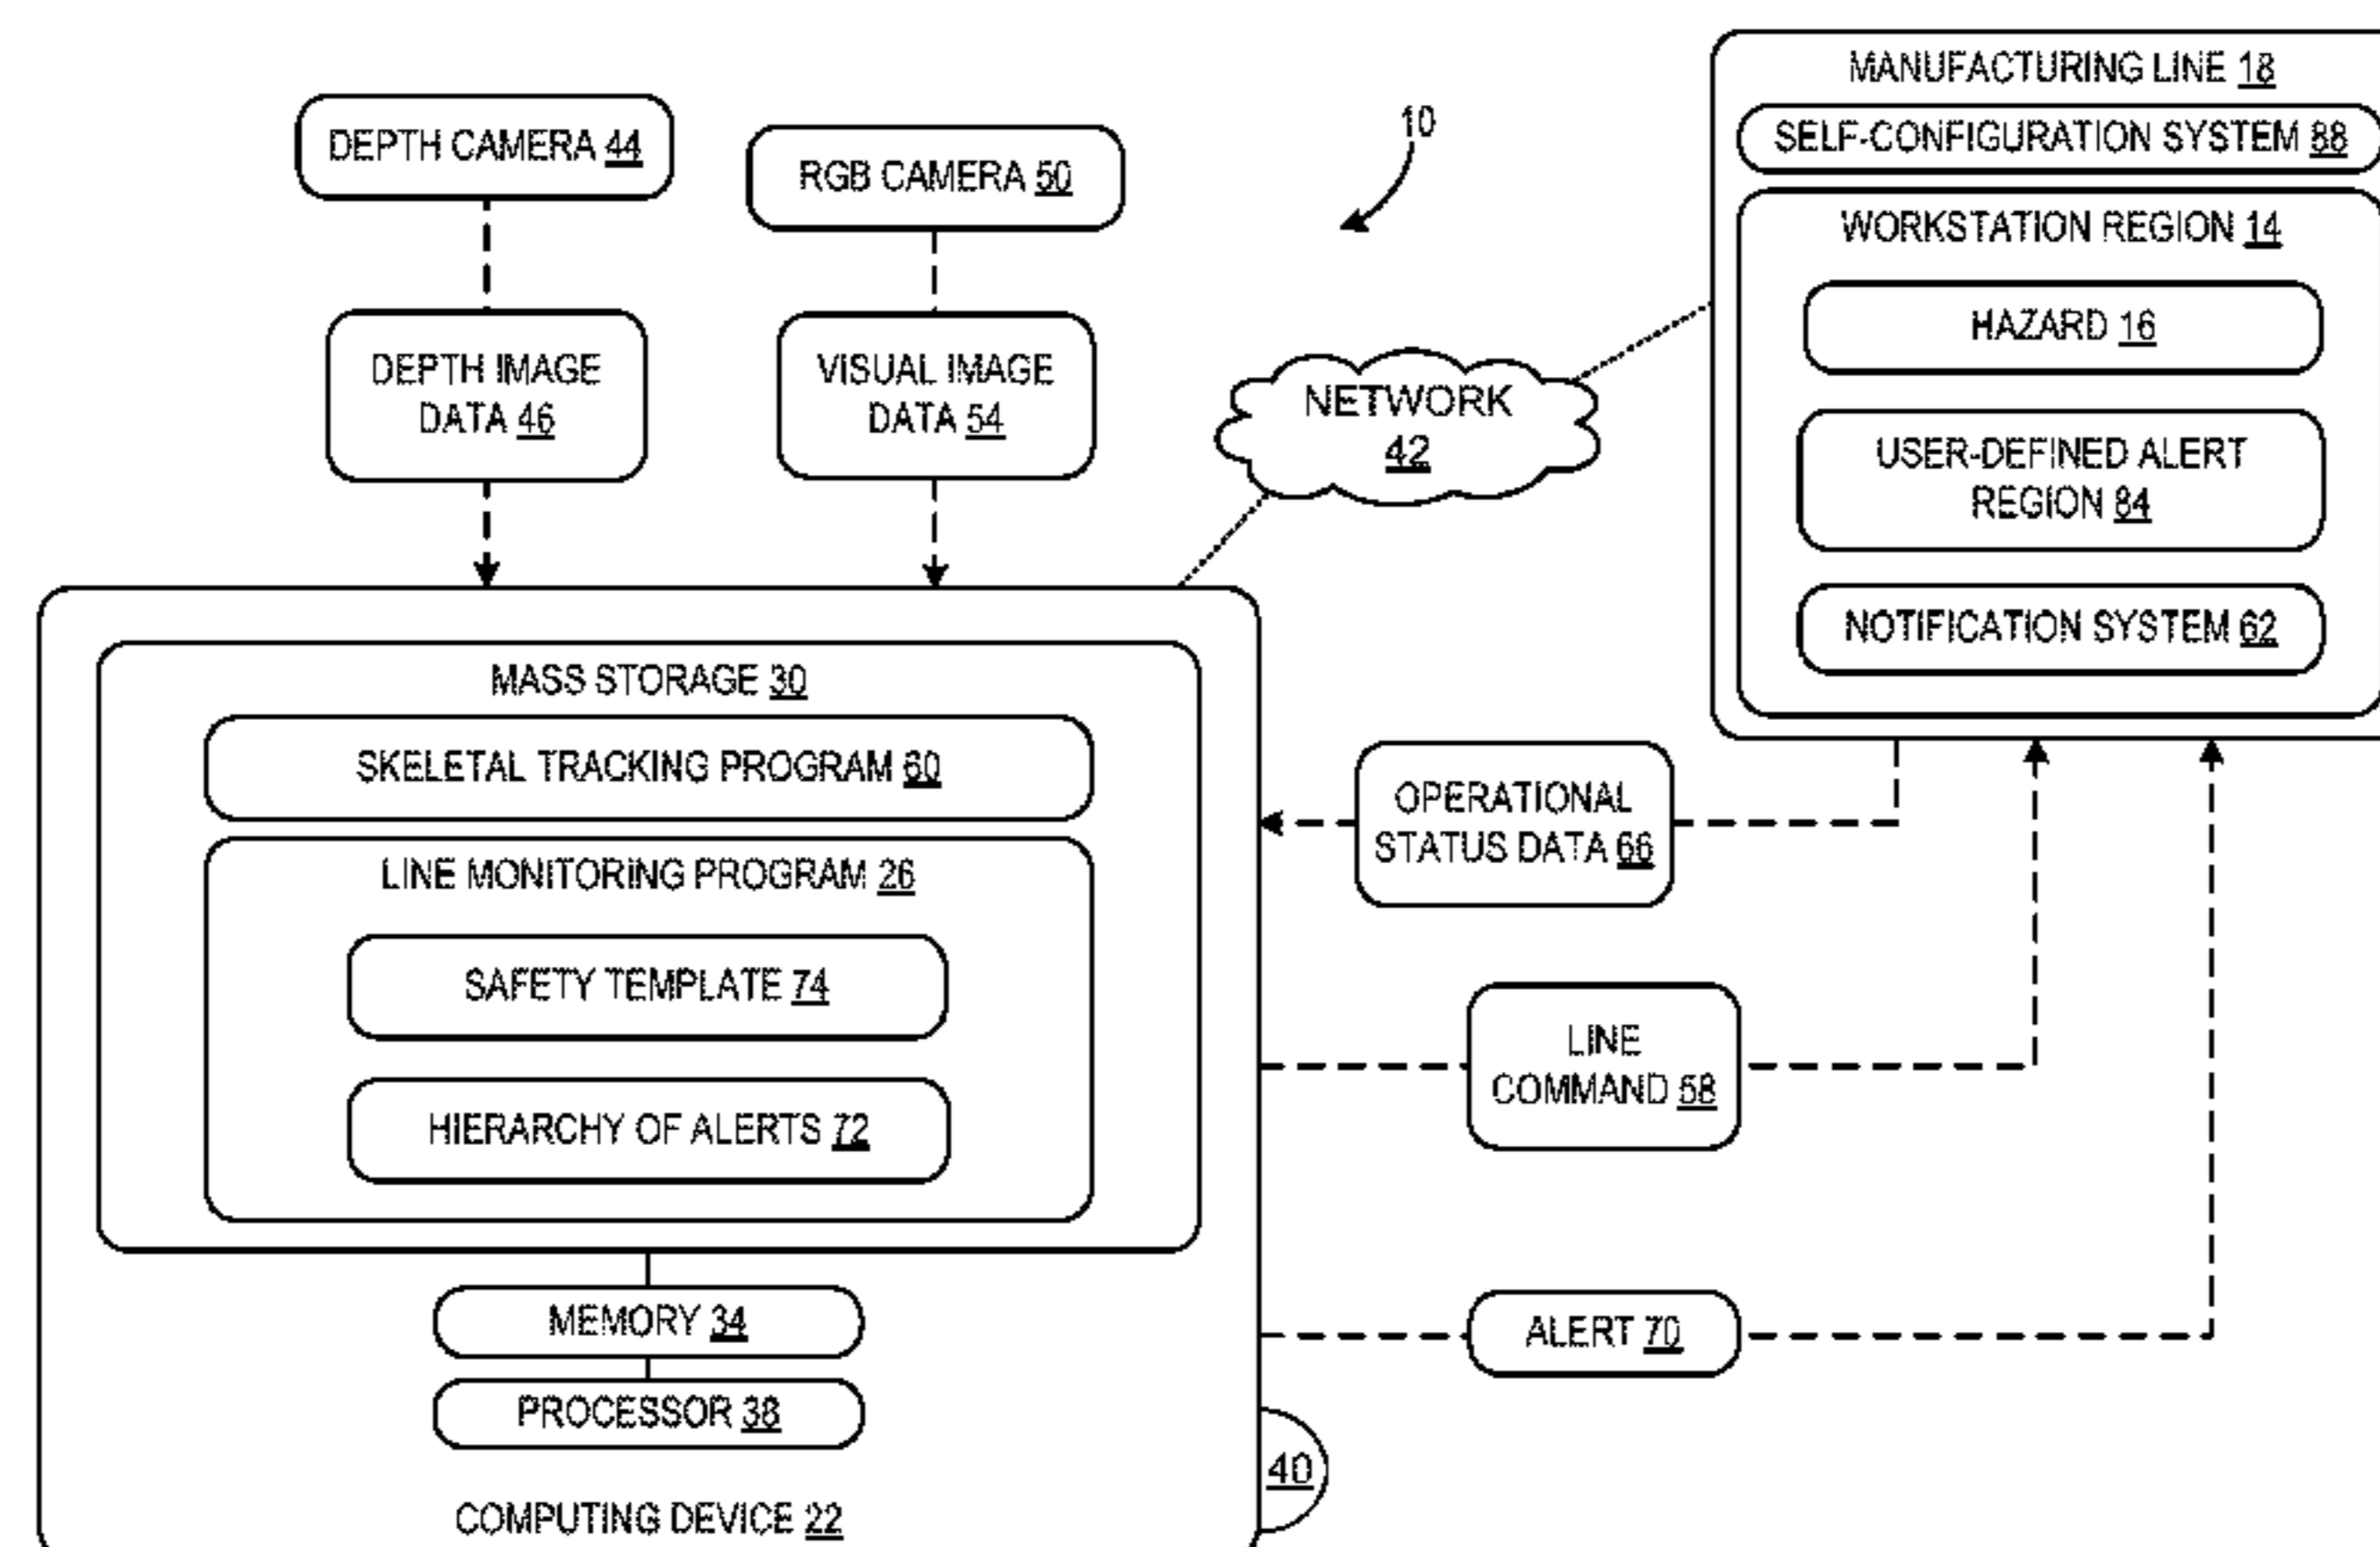 DEPTH CAMERA 44
RGB CAMERA 50
10
DEPTH IMAGE
DATA 46
VISUAL IMAGE
DATA 54
NETWORK
42
MANUFACTURING LINE 18
SELF-CONFIGURATION SYSTEM 88
WORKSTATION REGION 14
HAZARD 16
USER-DEFINED ALERT
REGION 84
NOTIFICATION SYSTEM 62
MASS STORAGE 30
SKELETAL TRACKING PROGRAM 60
LINE MONITORING PROGRAM 26
SAFETY TEMPLATE 74
HIERARCHY OF ALERTS 72
MEMORY 34
PROCESSOR 38
COMPUTING DEVICE 22
OPERATIONAL
STATUS DATA 66
LINE
COMMAND 58
ALERT 70
40